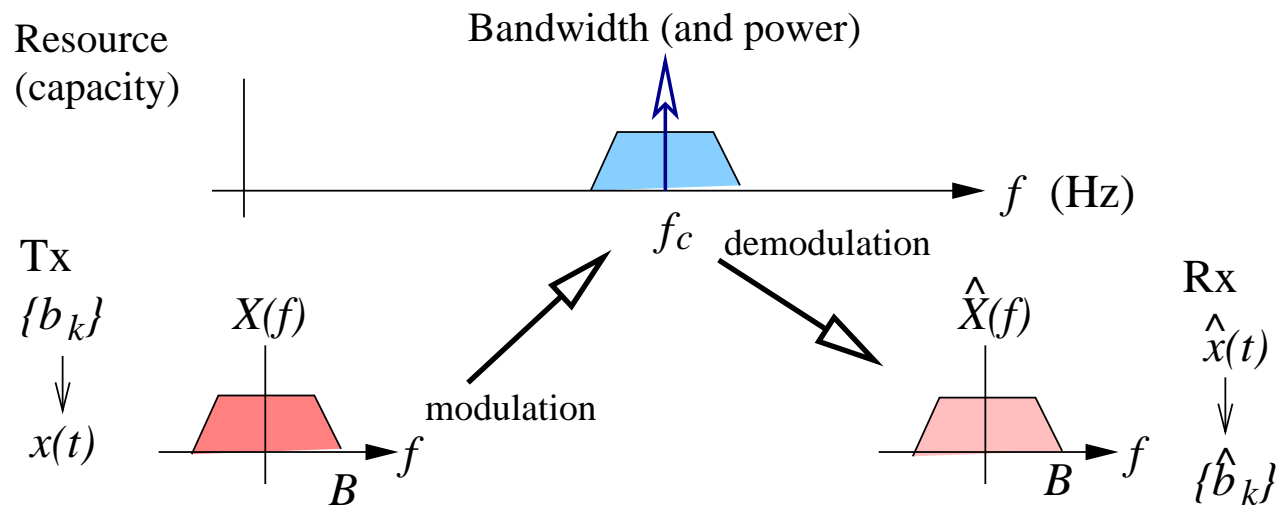 Resource
(capacity)
Bandwidth (and power)
f (Hz)
f_c
Tx
{b_k}
x(t)
X(f)
B
f
modulation
demodulation
X̂(f)
B
f
Rx
x̂(t)
{b̂_k}